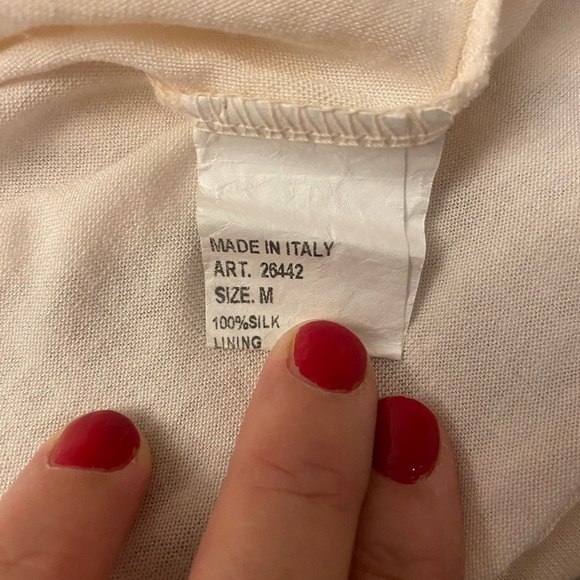 MADE IN ITALY
ART. 26442
SIZE. M
100%SILK
LINING